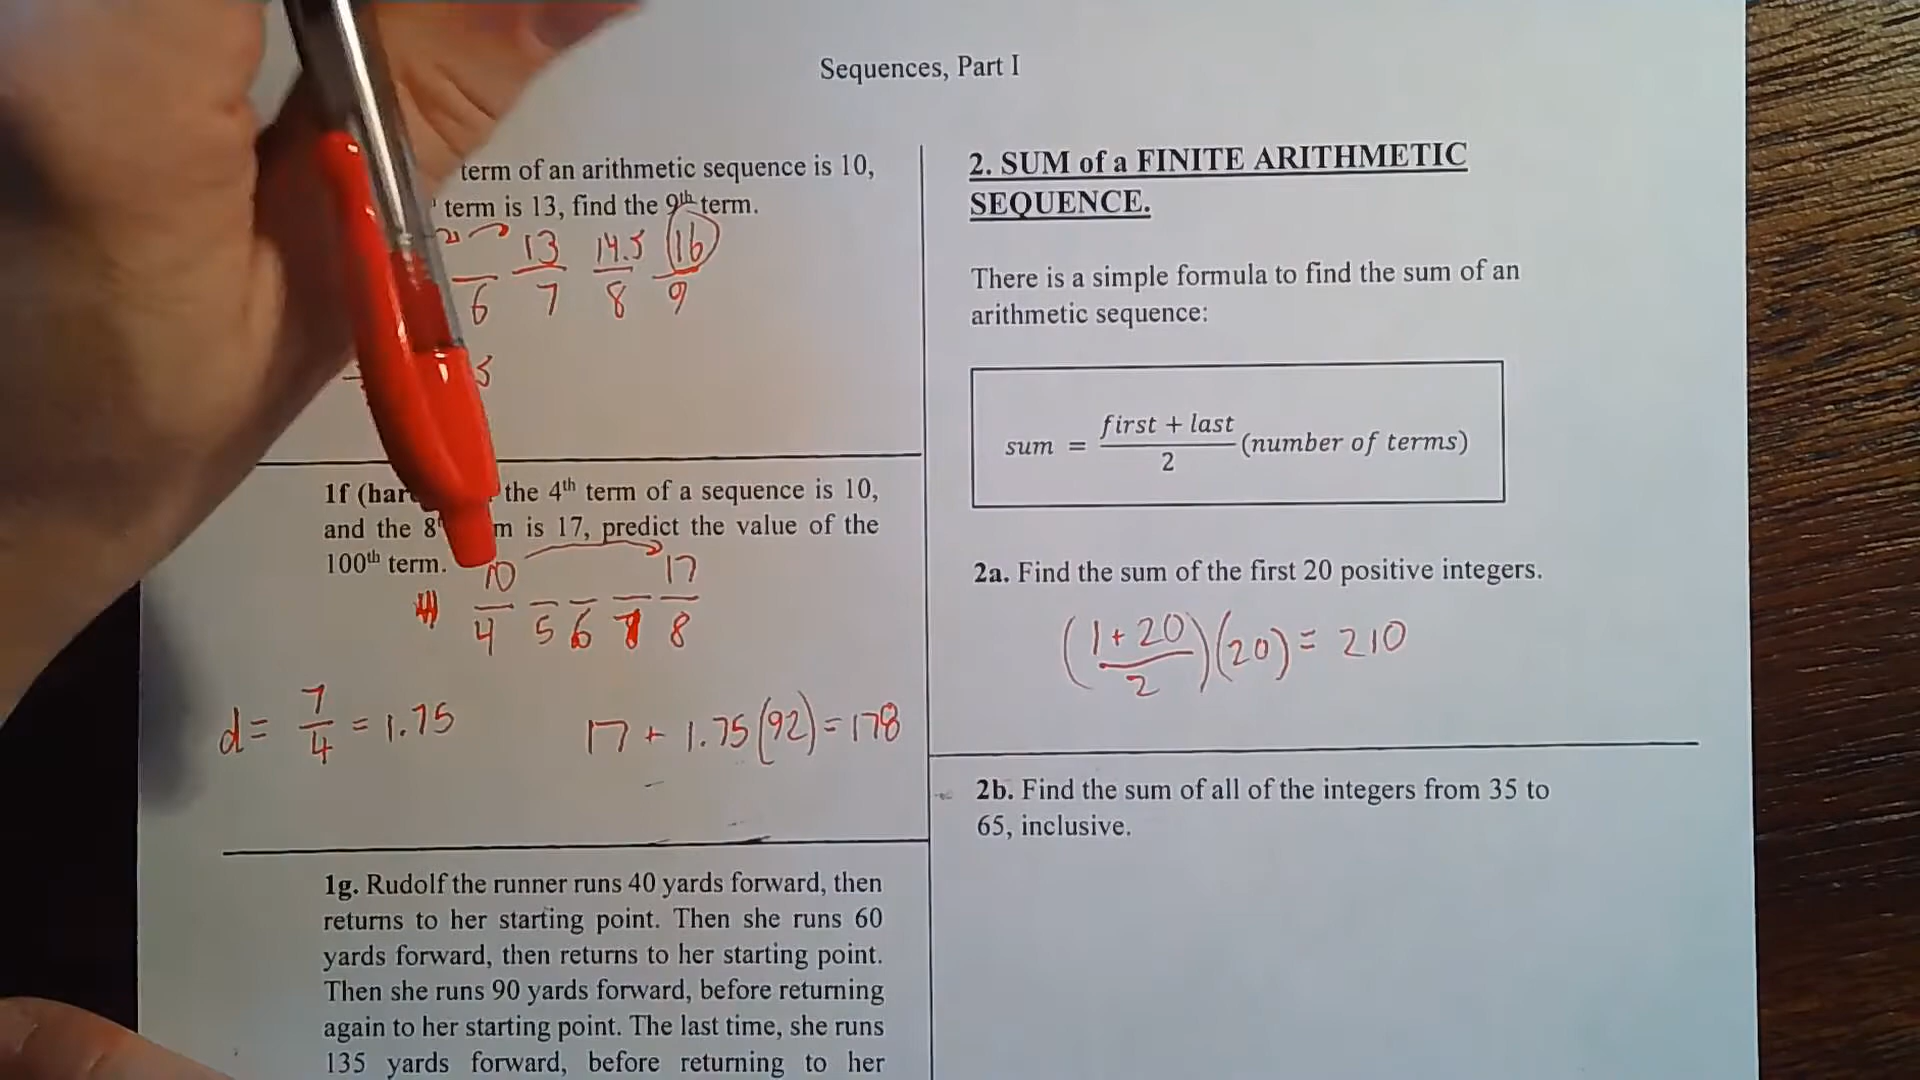 Sequences, Part I
term of an arithmetic sequence is 10,
term is 13, find the 9th term.
13 14.5 16
6 7 8 9
1f the 4th term of a sequence is 10,
and the 8 is 17, predict the value of the
100th term.
10 17
4 5 6 7 8
d = 7/4 = 1.75
17 + 1.75(92) = 178
1g. Rudolf the runner runs 40 yards forward, then
returns to her starting point. Then she runs 60
yards forward, then returns to her starting point.
Then she runs 90 yards forward, before returning
again to her starting point. The last time, she runs
135 yards forward, before returning to her
2. SUM of a FINITE ARITHMETIC
SEQUENCE.
There is a simple formula to find the sum of an
arithmetic sequence:
sum = first + last / 2 (number of terms)
2a. Find the sum of the first 20 positive integers.
(1 + 20 / 2)(20) = 210
2b. Find the sum of all of the integers from 35 to
65, inclusive.